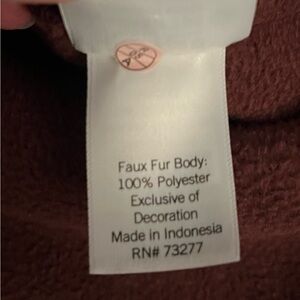 Faux Fur Body:
100% Polyester
Exclusive of
Decoration
Made in Indonesia
RN# 73277